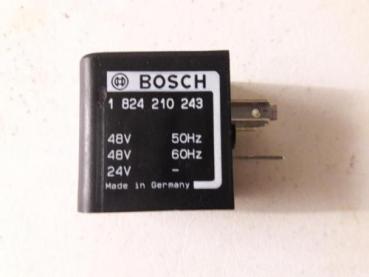 BOSCH
1 824 210 243
48V 50Hz
48V 60Hz
24V -
Made in Germany